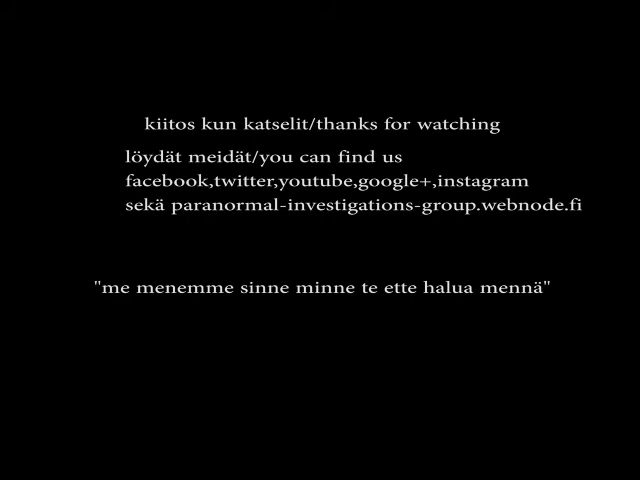 kiitos kun katselit/thanks for watching
löydät meidät/you can find us
facebook,twitter,youtube,google+,instagram
sekä paranormal-investigations-group.webnode.fi
"me menemme sinne minne te ette halua mennä"